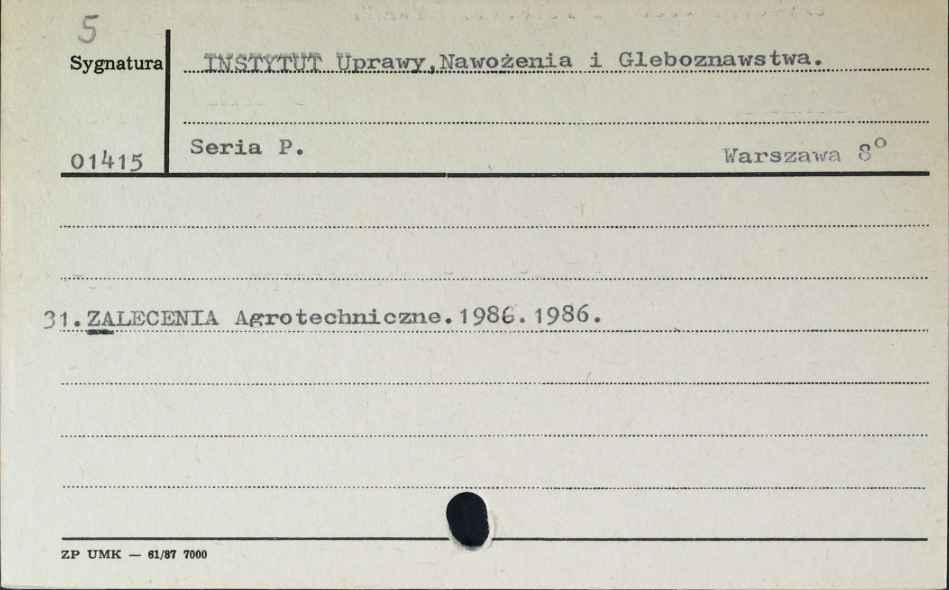 5
Sygnatura
INSTYTUT Uprawy,Nawożenia i Gleboznawstwa.
01415
Seria P.
Warszawa 8°
31.ZALECENIA Agrotechniczne.1986.1986.
ZP UMK — 61/87 7000